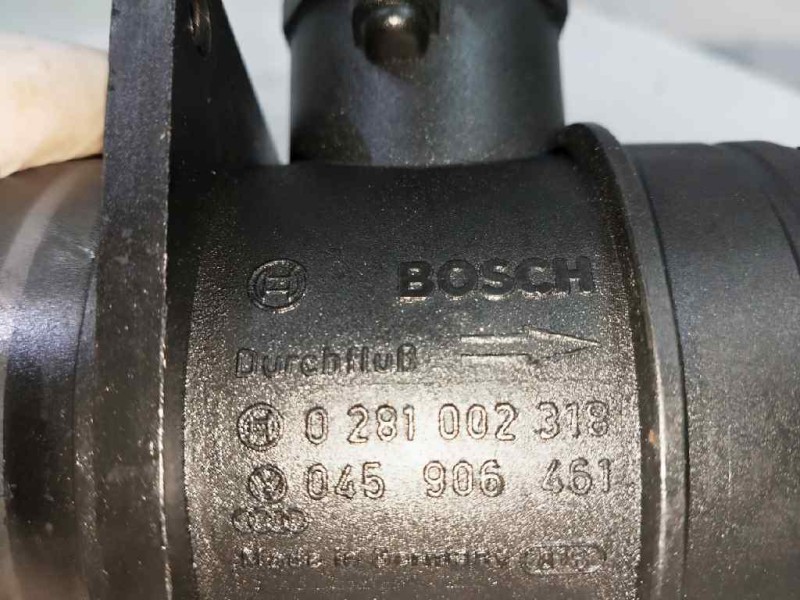 BOSCH
Durchfluß
0 281 002 318
045 906 461
Made in Germany